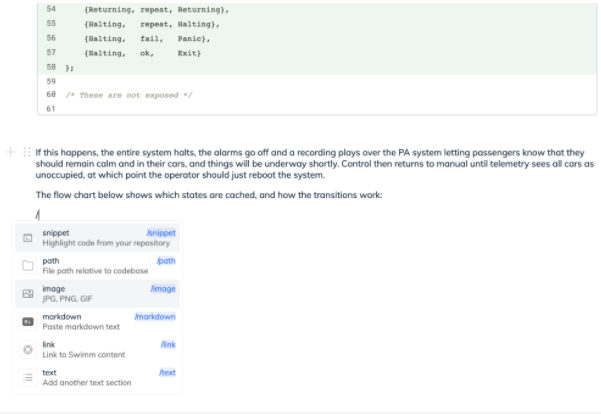 54 {Returning, repeat, Returning},
55 {Halting, repeat, Halting},
56 {Halting, fail, Panic},
57 {Halting, ok, Exit}
58 };
59
60 /* These are not exposed */
61
If this happens, the entire system halts, the alarms go off and a recording plays over the PA system letting passengers know that they
should remain calm and in their cars, and things will be underway shortly. Control then returns to manual until telemetry sees all cars as
unoccupied, at which point the operator should just reboot the system.
The flow chart below shows which states are cached, and how the transitions work:
/
snippet /snippet
Highlight code from your repository
path /path
File path relative to codebase
image /image
JPG, PNG, GIF
markdown /markdown
Paste markdown text
link /link
Link to Swimm content
text /text
Add another text section